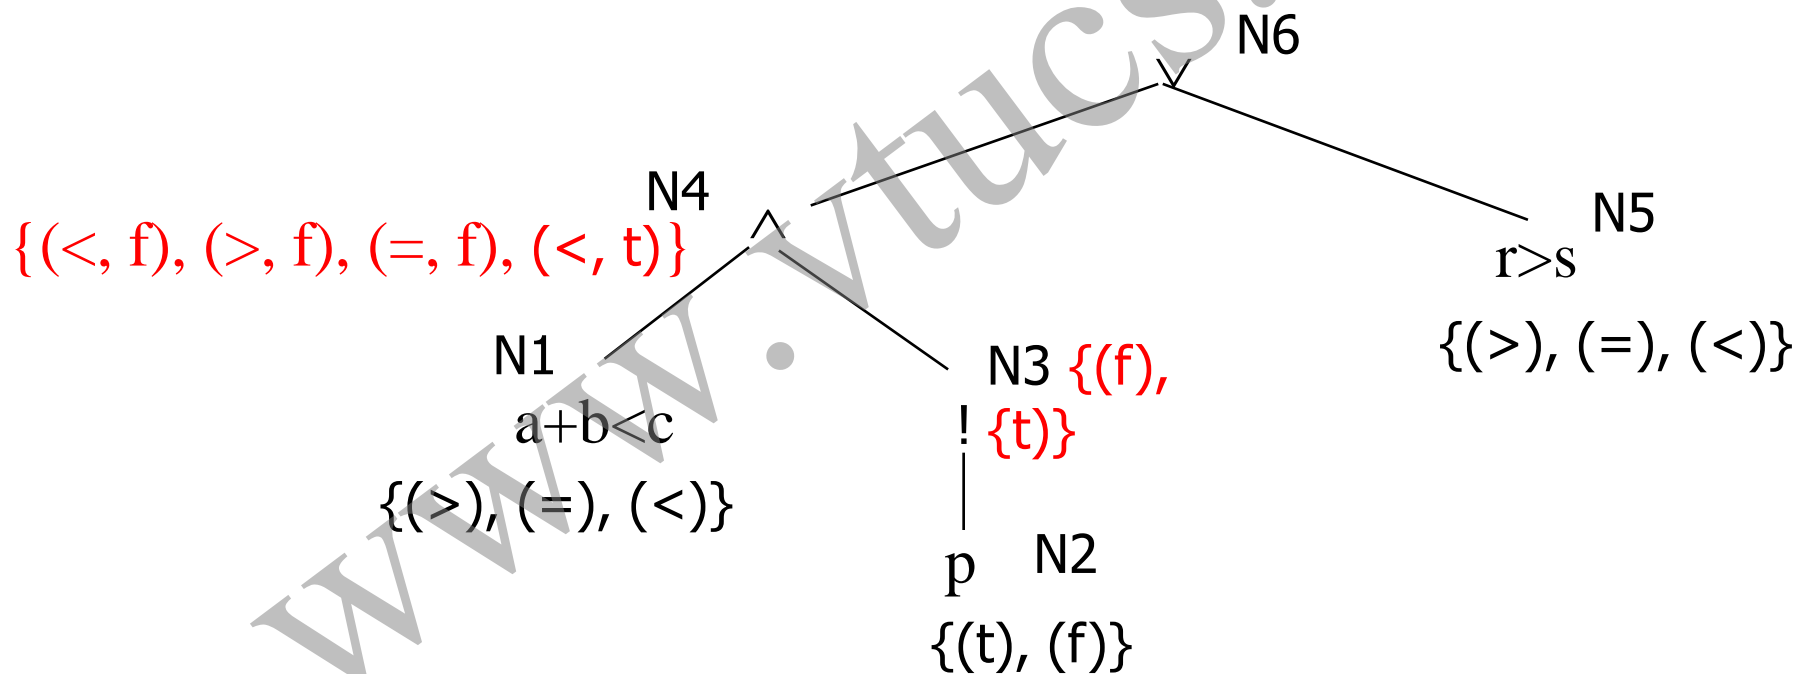 N6
∨
N4
∧
{(<, f), (>, f), (=, f), (<, t)}
N5
r>s
{(>), (=), (<)}
N1
a+b<c
{(>), (=), (<)}
N3 {(f),
! {t)}
p N2
{(t), (f)}
www.vtucs.